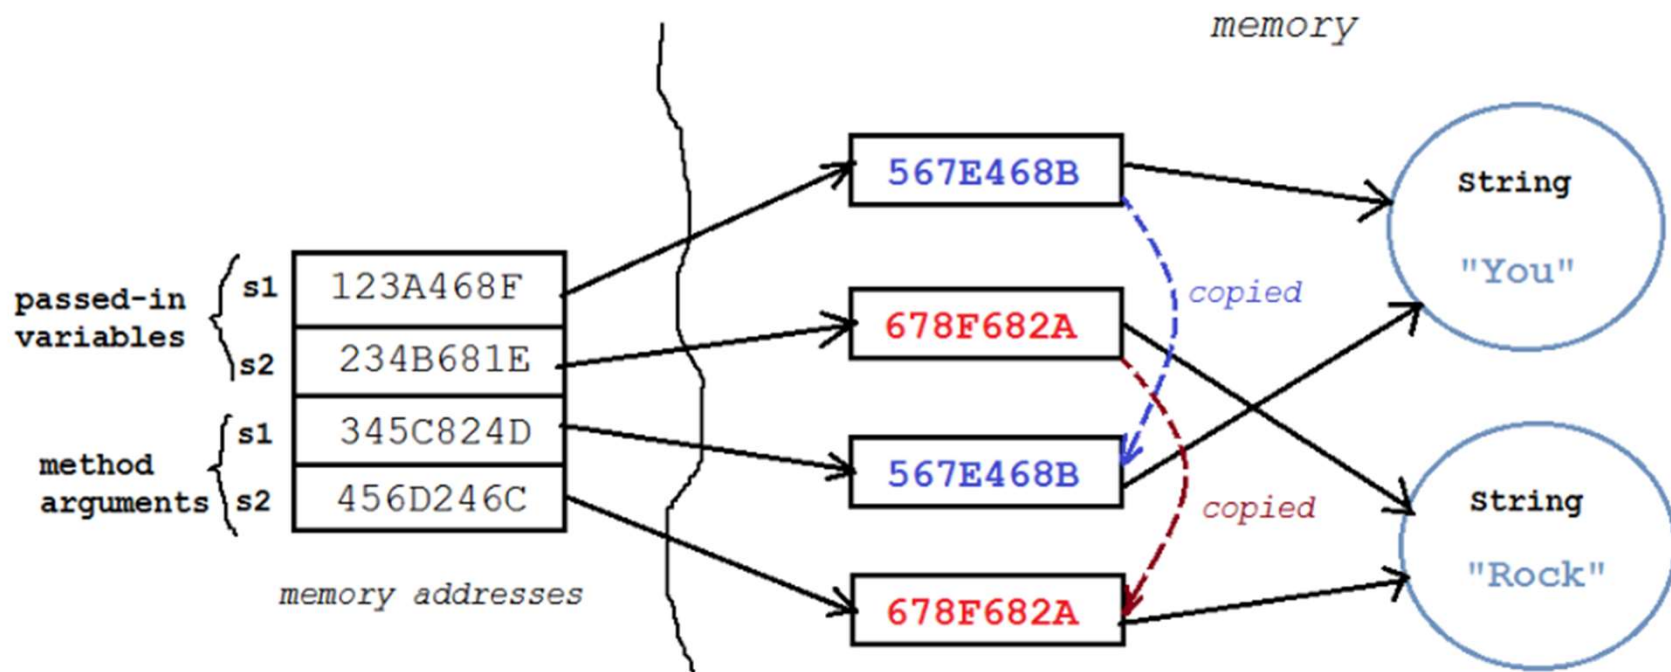 memory
567E468B
String
"You"
passed-in
variables
s1
123A468F
copied
678F682A
s2
234B681E
method
arguments
s1
345C824D
567E468B
s2
456D246C
copied
String
"Rock"
memory addresses
678F682A